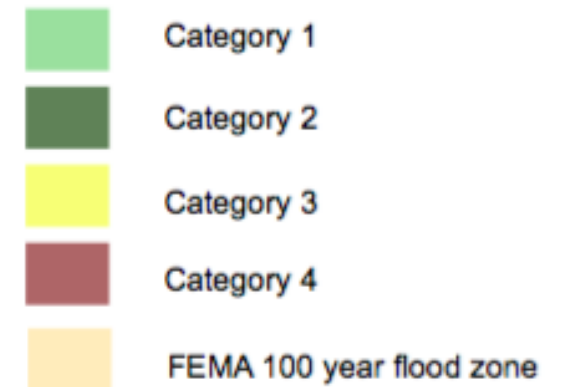 Category 1
Category 2
Category 3
Category 4
FEMA 100 year flood zone